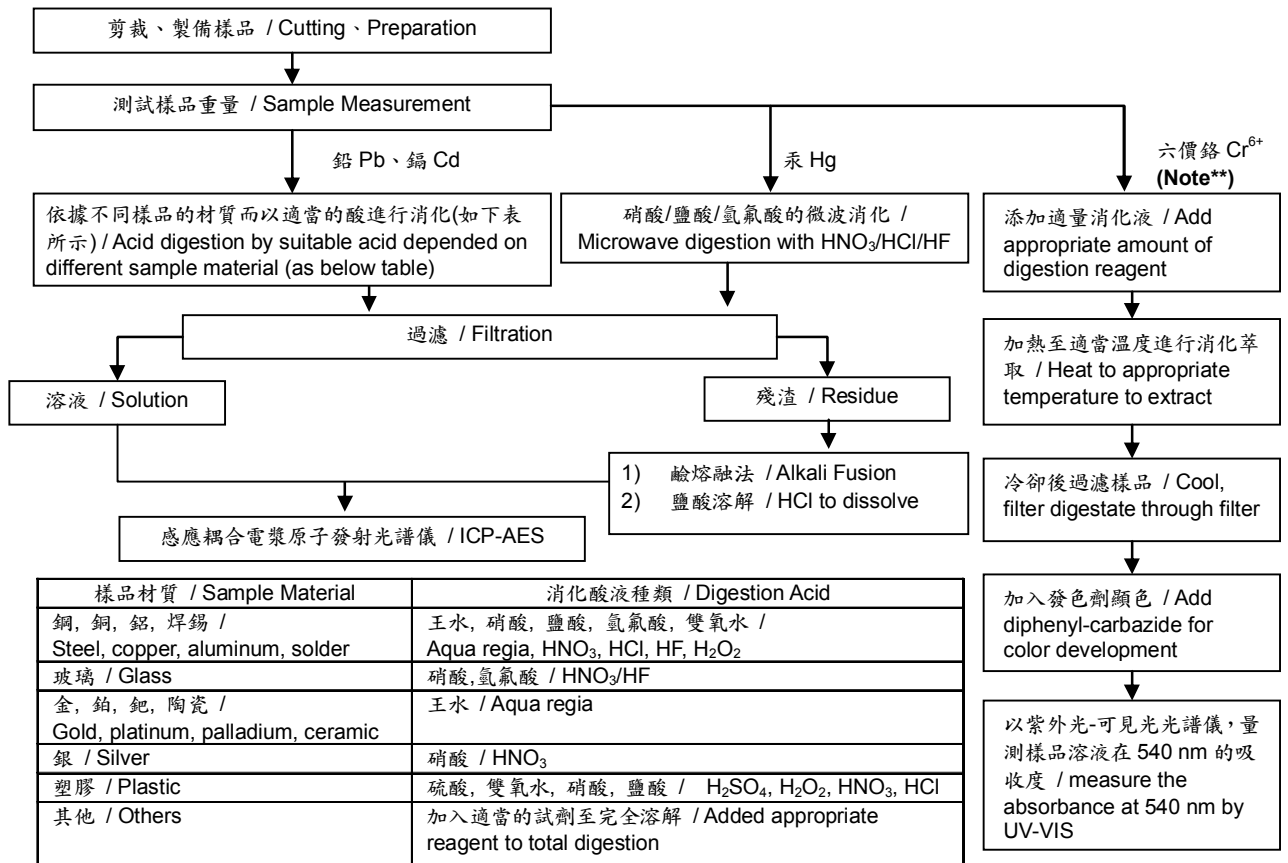 剪裁、製備樣品 / Cutting、Preparation
測試樣品重量 / Sample Measurement
鉛 Pb、鎘 Cd
汞 Hg
六價鉻 Cr⁶⁺
(Note**)
依據不同樣品的材質而以適當的酸進行消化(如下表
所示) / Acid digestion by suitable acid depended on
different sample material (as below table)
硝酸/鹽酸/氫氟酸的微波消化 /
Microwave digestion with HNO₃/HCl/HF
添加適量消化液 / Add
appropriate amount of
digestion reagent
過濾 / Filtration
加熱至適當溫度進行消化萃
取 / Heat to appropriate
temperature to extract
溶液 / Solution
殘渣 / Residue
1) 鹼熔融法 / Alkali Fusion
2) 鹽酸溶解 / HCl to dissolve
冷卻後過濾樣品 / Cool,
filter digestate through filter
感應耦合電漿原子發射光譜儀 / ICP-AES
加入發色劑顯色 / Add
diphenyl-carbazide for
color development
以紫外光-可見光光譜儀，量
測樣品溶液在 540 nm 的吸
收度 / measure the
absorbance at 540 nm by
UV-VIS
樣品材質 / Sample Material 消化酸液種類 / Digestion Acid
鋼, 銅, 鋁, 焊錫 / 王水, 硝酸, 鹽酸, 氫氟酸, 雙氧水 /
Steel, copper, aluminum, solder Aqua regia, HNO₃, HCl, HF, H₂O₂
玻璃 / Glass 硝酸,氫氟酸 / HNO₃/HF
金, 鉑, 鈀, 陶瓷 / 王水 / Aqua regia
Gold, platinum, palladium, ceramic
銀 / Silver 硝酸 / HNO₃
塑膠 / Plastic 硫酸, 雙氧水, 硝酸, 鹽酸 / H₂SO₄, H₂O₂, HNO₃, HCl
其他 / Others 加入適當的試劑至完全溶解 / Added appropriate
reagent to total digestion